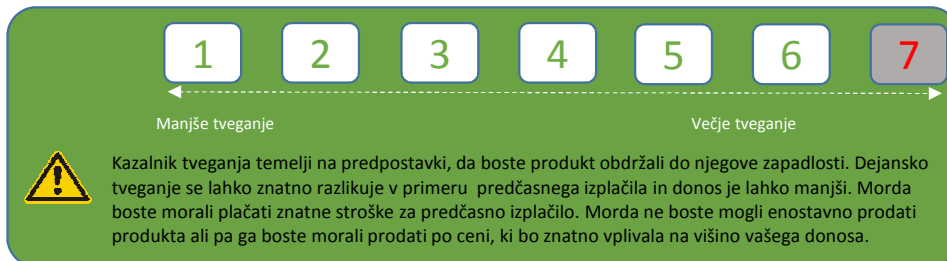 1 2 3 4 5 6 7
Manjše tveganje Večje tveganje
Kazalnik tveganja temelji na predpostavki, da boste produkt obdržali do njegove zapadlosti. Dejansko
tveganje se lahko znatno razlikuje v primeru predčasnega izplačila in donos je lahko manjši. Morda
boste morali plačati znatne stroške za predčasno izplačilo. Morda ne boste mogli enostavno prodati
produkta ali pa ga boste morali prodati po ceni, ki bo znatno vplivala na višino vašega donosa.